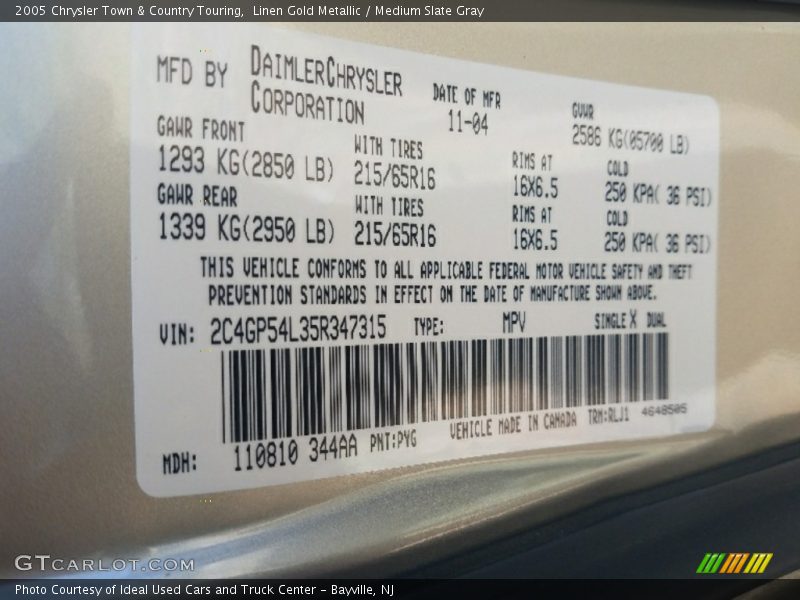 2005 Chrysler Town & Country Touring,  Linen Gold Metallic / Medium Slate Gray
MFD BY DAIMLERCHRYSLER CORPORATION
DATE OF MFR
11-04
GVWR
2586 KG(05700 LB)
GAWR FRONT
1293 KG(2850 LB)
WITH TIRES
215/65R16
RIMS AT
16X6.5
COLD
250 KPA( 36 PSI)
GAWR REAR
1339 KG(2950 LB)
WITH TIRES
215/65R16
RIMS AT
16X6.5
COLD
250 KPA( 36 PSI)
THIS VEHICLE CONFORMS TO ALL APPLICABLE FEDERAL MOTOR VEHICLE SAFETY AND THEFT
PREVENTION STANDARDS IN EFFECT ON THE DATE OF MANUFACTURE SHOWN ABOVE.
VIN: 2C4GP54L35R347315 TYPE: MPV SINGLE X DUAL
MDH: 110810 344AA PNT:PYG VEHICLE MADE IN CANADA TRM:RLJ1 4648505
GTCARLOT.COM
Photo Courtesy of Ideal Used Cars and Truck Center – Bayville, NJ